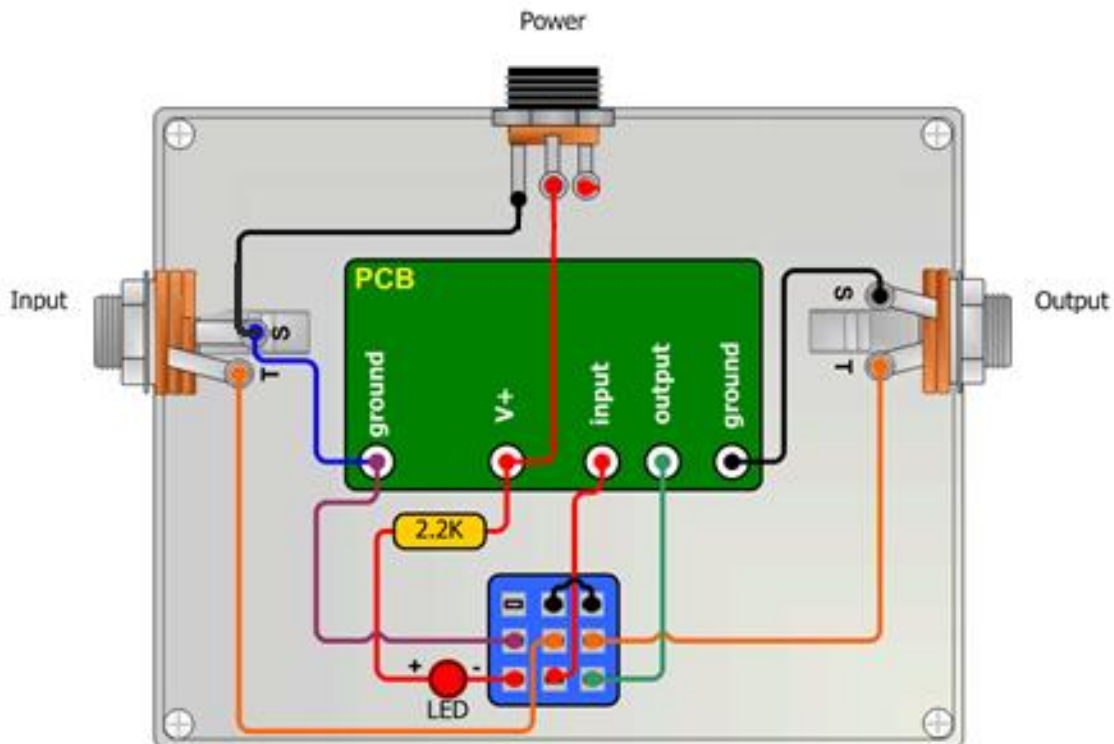 Power
Input
S
T
PCB
ground
V+
input
output
ground
S
T
Output
2.2K
+
-
LED